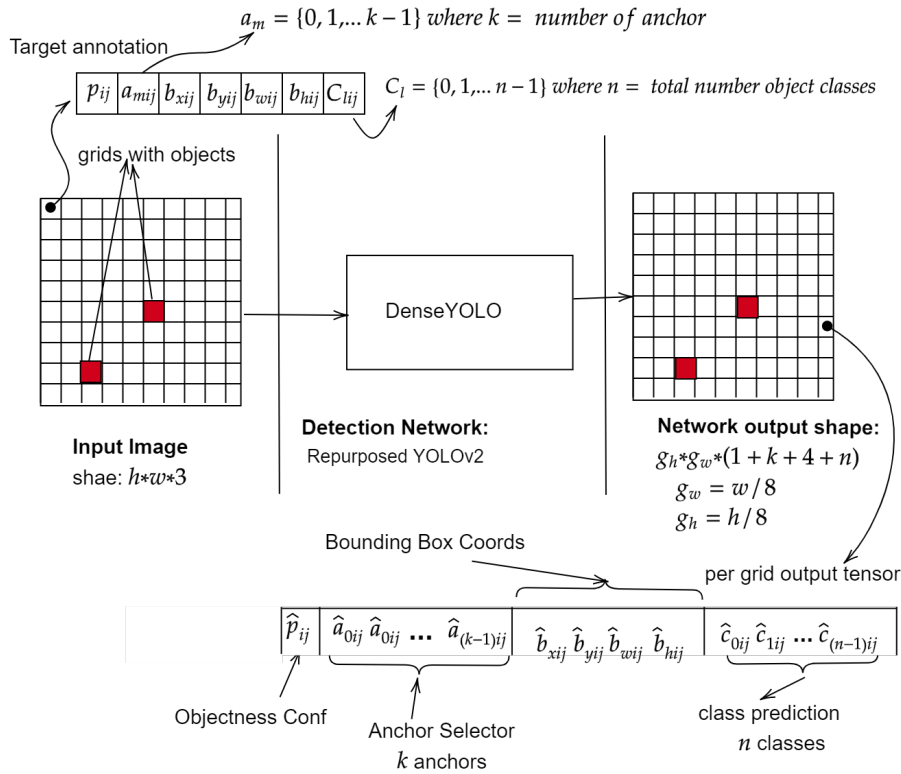 a_m = {0, 1,... k − 1} where k = number of anchor
Target annotation
p_ij a_mij b_xij b_yij b_wij b_hij C_lij
C_l = {0, 1,... n − 1} where n = total number object classes
grids with objects
DenseYOLO
Input Image
shae: h*w*3
Detection Network:
Repurposed YOLOv2
Network output shape:
g_h*g_w*(1 + k + 4 + n)
g_w = w/8
g_h = h/8
Bounding Box Coords
per grid output tensor
p̂_ij â_0ij â_0ij ... â_(k−1)ij b̂_xij b̂_yij b̂_wij b̂_hij ĉ_0ij ĉ_1ij ... ĉ_(n−1)ij
Objectness Conf
Anchor Selector
k anchors
class prediction
n classes